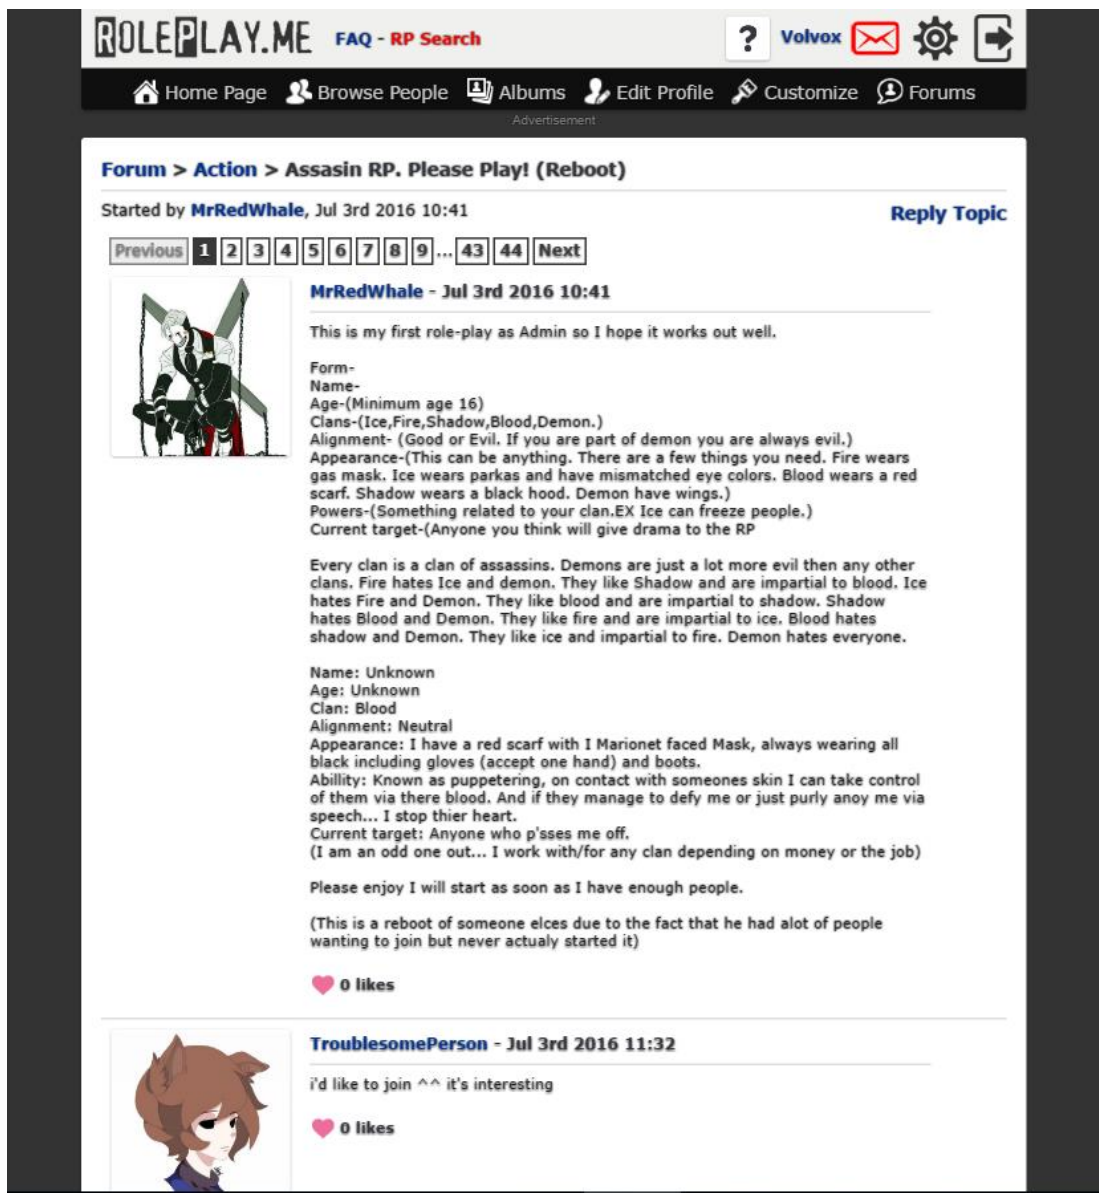 ROLEPLAY.ME FAQ - RP Search ? Volvox
Home Page Browse People Albums Edit Profile Customize Forums
Advertisement
Forum > Action > Assasin RP. Please Play! (Reboot)
Started by MrRedWhale, Jul 3rd 2016 10:41
Reply Topic
Previous 1 2 3 4 5 6 7 8 9 ... 43 44 Next
MrRedWhale - Jul 3rd 2016 10:41
This is my first role-play as Admin so I hope it works out well.
Form-
Name-
Age-(Minimum age 16)
Clans-(Ice,Fire,Shadow,Blood,Demon.)
Alignment- (Good or Evil. If you are part of demon you are always evil.)
Appearance-(This can be anything. There are a few things you need. Fire wears
gas mask. Ice wears parkas and have mismatched eye colors. Blood wears a red
scarf. Shadow wears a black hood. Demon have wings.)
Powers-(Something related to your clan.EX Ice can freeze people.)
Current target-(Anyone you think will give drama to the RP
Every clan is a clan of assassins. Demons are just a lot more evil then any other
clans. Fire hates Ice and demon. They like Shadow and are impartial to blood. Ice
hates Fire and Demon. They like blood and are impartial to shadow. Shadow
hates Blood and Demon. They like fire and are impartial to ice. Blood hates
shadow and Demon. They like ice and impartial to fire. Demon hates everyone.
Name: Unknown
Age: Unknown
Clan: Blood
Alignment: Neutral
Appearance: I have a red scarf with I Marionet faced Mask, always wearing all
black including gloves (accept one hand) and boots.
Abillity: Known as puppetering, on contact with someones skin I can take control
of them via there blood. And if they manage to defy me or just purly anoy me via
speech... I stop thier heart.
Current target: Anyone who p'sses me off.
(I am an odd one out... I work with/for any clan depending on money or the job)
Please enjoy I will start as soon as I have enough people.
(This is a reboot of someone elces due to the fact that he had alot of people
wanting to join but never actualy started it)
0 likes
TroublesomePerson - Jul 3rd 2016 11:32
i'd like to join ^^ it's interesting
0 likes